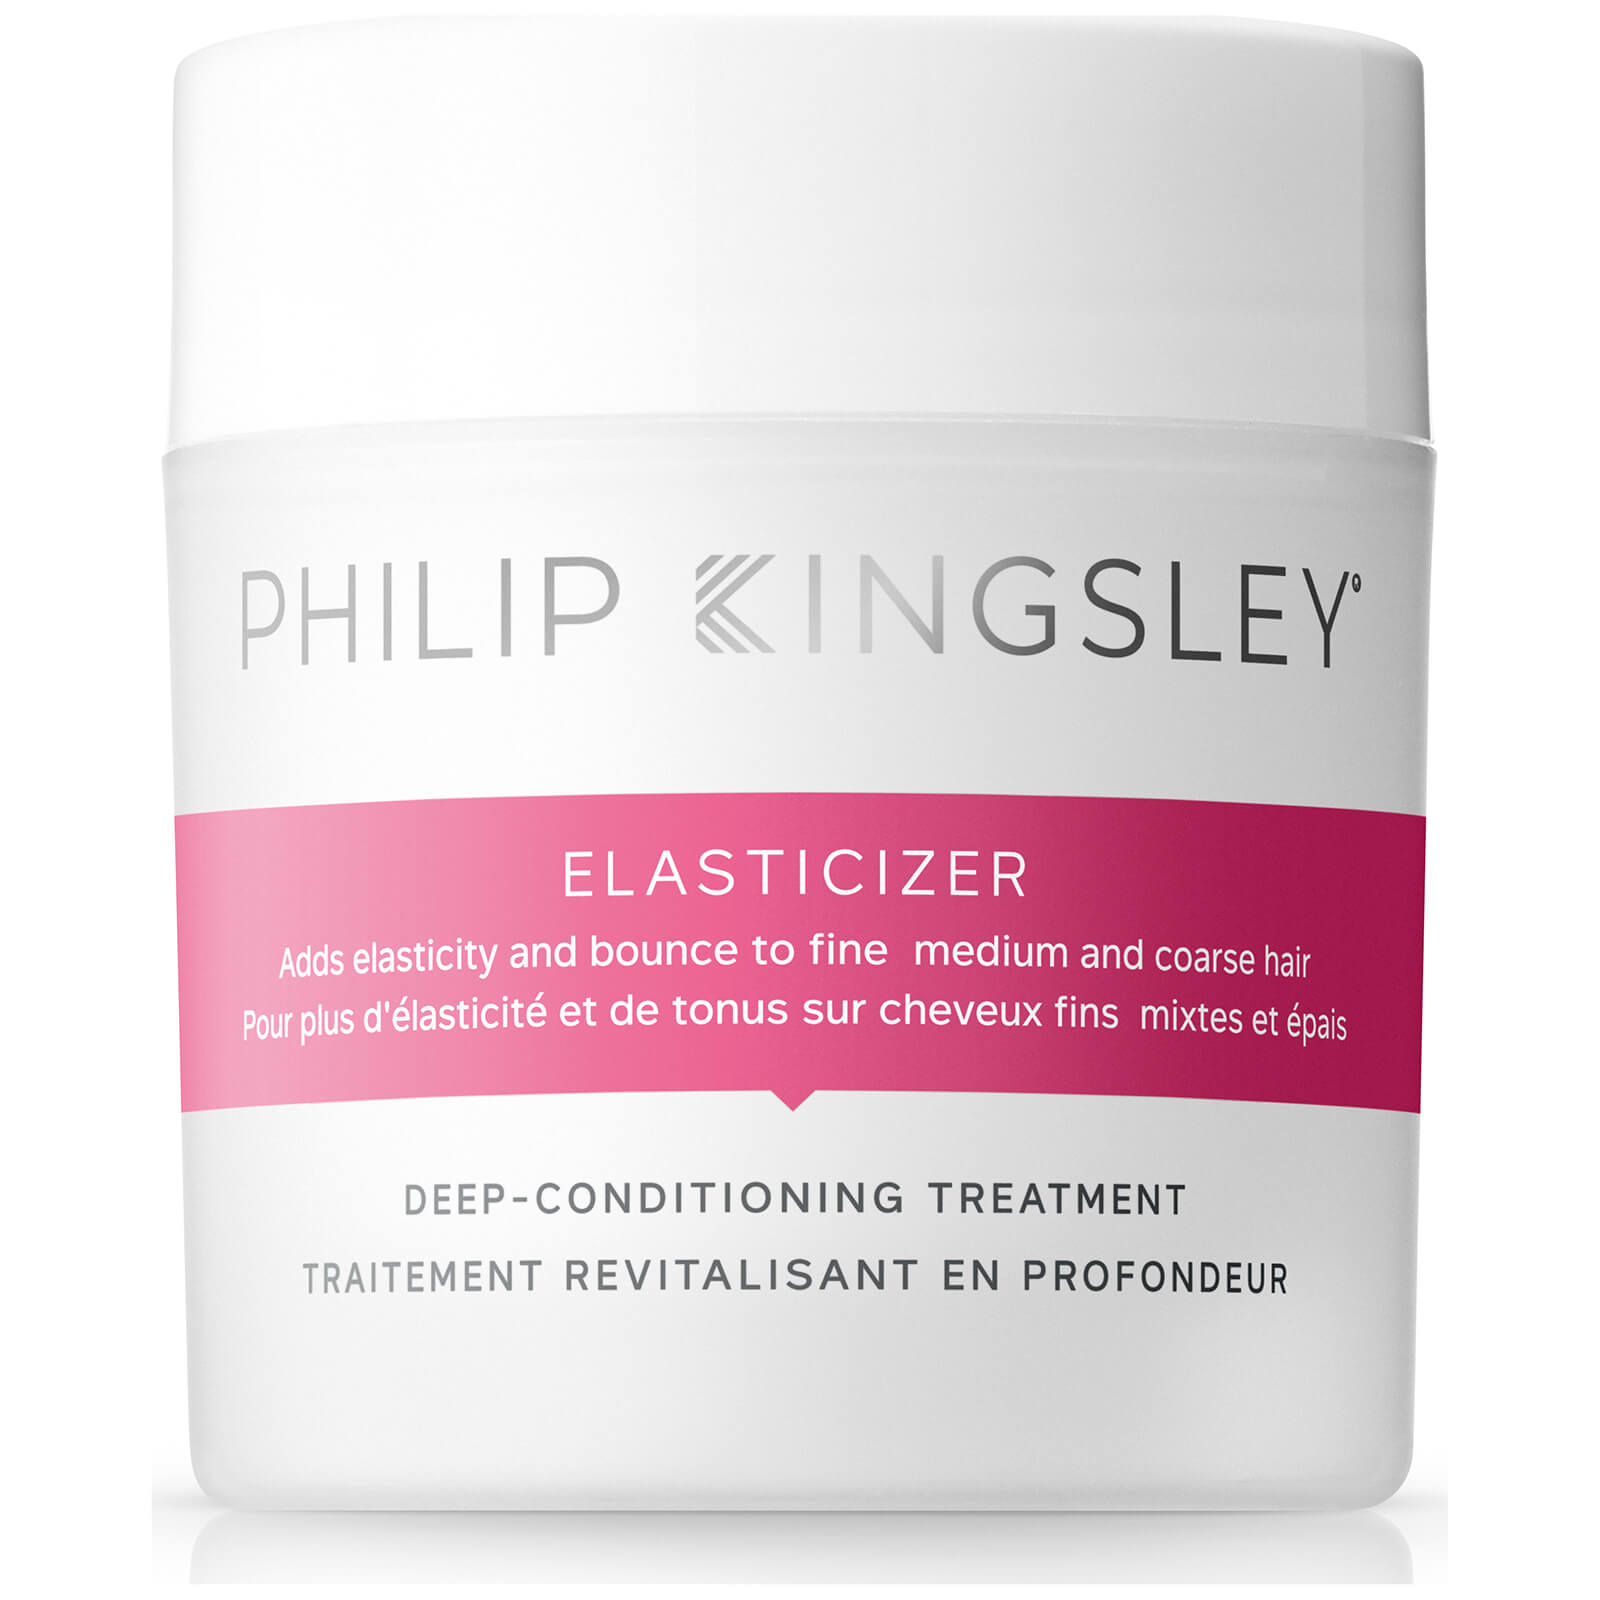 PHILIP KINGSLEY®
ELASTICIZER
Adds elasticity and bounce to fine medium and coarse hair
Pour plus d'élasticité et de tonus sur cheveux fins mixtes et épais
DEEP-CONDITIONING TREATMENT
TRAITEMENT REVITALISANT EN PROFONDEUR